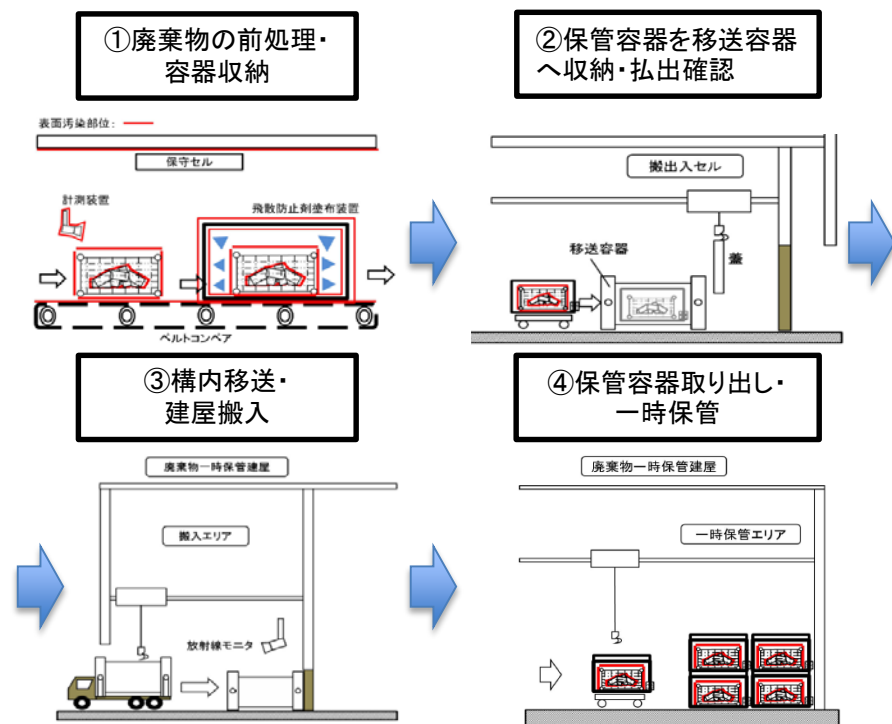 ①廃棄物の前処理・
容器収納
表面汚染部位:
保守セル
計測装置
飛散防止剤塗布装置
ベルトコンベア
②保管容器を移送容器
へ収納・払出確認
搬出入セル
移送容器
蓋
③構内移送・
建屋搬入
廃棄物一時保管建屋
搬入エリア
放射線モニタ
④保管容器取り出し・
一時保管
廃棄物一時保管建屋
一時保管エリア